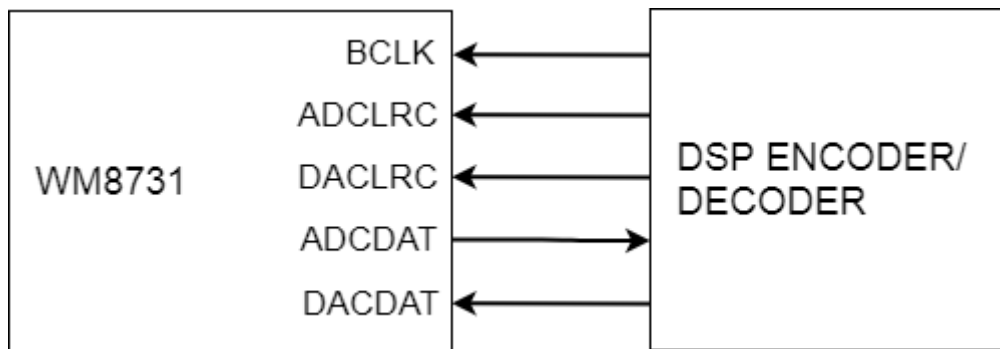 BCLK
ADCLRC
WM8731
DACLRC
ADCDAT
DACDAT
DSP ENCODER/
DECODER